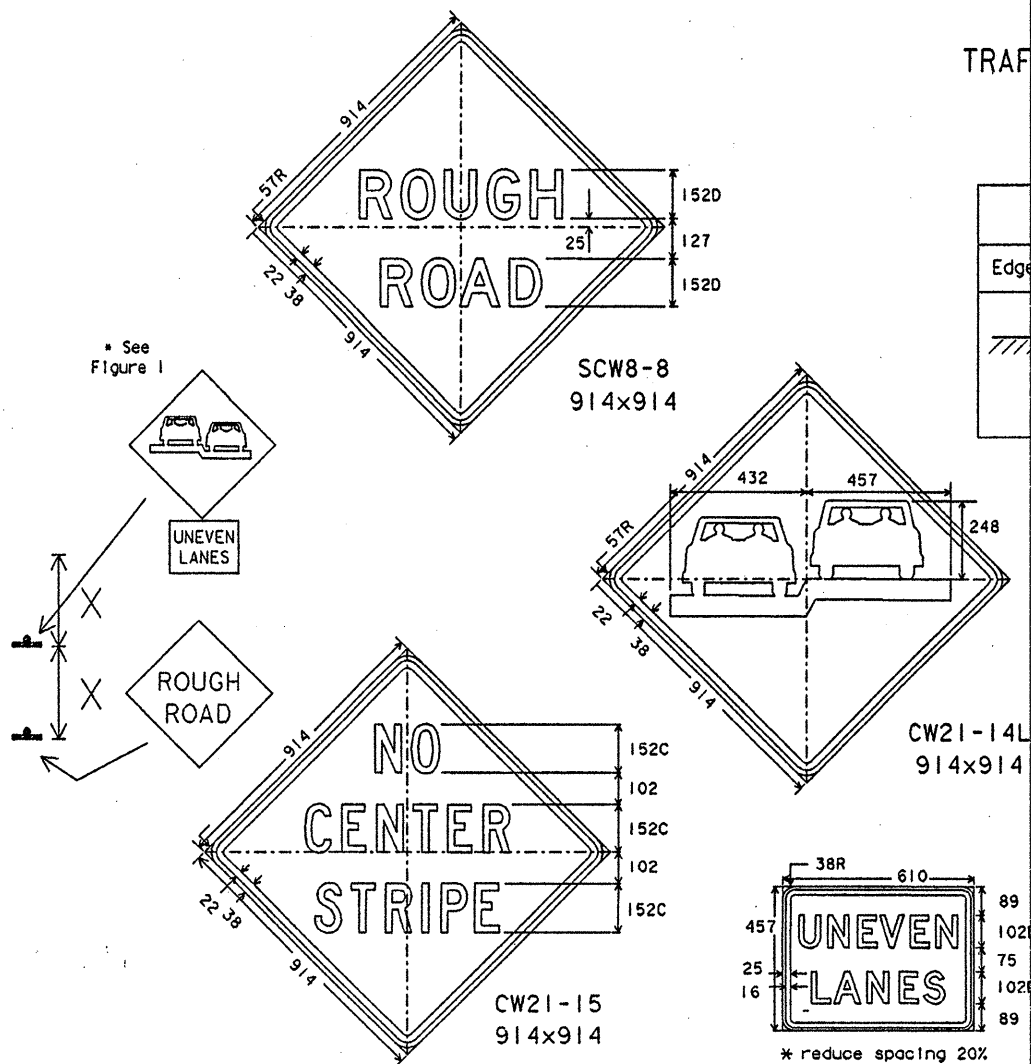 TRAF
914
57R
ROUGH
152D
25
127
ROAD
152D
22 38
914
Edge
SCW8-8
914x914
* See
Figure 1
UNEVEN
LANES
X
X
ROUGH
ROAD
914
432
457
248
57R
22
38
914
CW21-14L
914x914
914
NO
152C
102
CENTER
152C
102
STRIPE
152C
22 38
914
CW21-15
914x914
38R
610
457
89
UNEVEN
102
75
25
16
LANES
102
89
* reduce spacing 20%